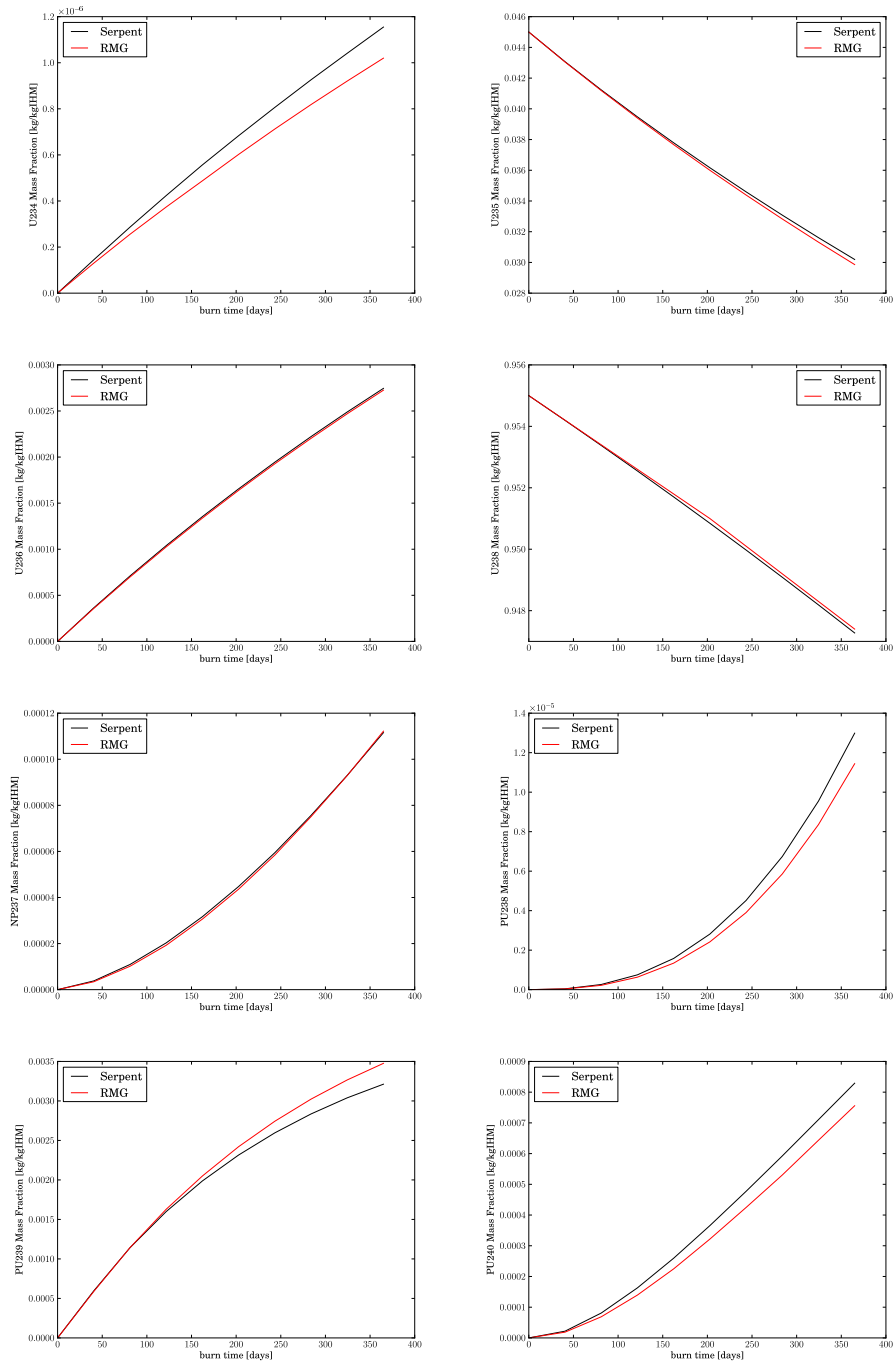 ×10⁻⁶
1.2
1.0
0.8
0.6
0.4
0.2
0.0
U234 Mass Fraction [kg/kgIHM]
Serpent
RMG
0 50 100 150 200 250 300 350 400
burn time [days]
0.046
0.044
0.042
0.040
0.038
0.036
0.034
0.032
0.030
0.028
U235 Mass Fraction [kg/kgIHM]
Serpent
RMG
0 50 100 150 200 250 300 350 400
burn time [days]
0.0030
0.0025
0.0020
0.0015
0.0010
0.0005
0.0000
U236 Mass Fraction [kg/kgIHM]
Serpent
RMG
0 50 100 150 200 250 300 350 400
burn time [days]
0.956
0.954
0.952
0.950
0.948
U238 Mass Fraction [kg/kgIHM]
Serpent
RMG
0 50 100 150 200 250 300 350 400
burn time [days]
0.00012
0.00010
0.00008
0.00006
0.00004
0.00002
0.00000
NP237 Mass Fraction [kg/kgIHM]
Serpent
RMG
0 50 100 150 200 250 300 350 400
burn time [days]
×10⁻⁵
1.4
1.2
1.0
0.8
0.6
0.4
0.2
0.0
PU238 Mass Fraction [kg/kgIHM]
Serpent
RMG
0 50 100 150 200 250 300 350 400
burn time [days]
0.0035
0.0030
0.0025
0.0020
0.0015
0.0010
0.0005
0.0000
PU239 Mass Fraction [kg/kgIHM]
Serpent
RMG
0 50 100 150 200 250 300 350 400
burn time [days]
0.0009
0.0008
0.0007
0.0006
0.0005
0.0004
0.0003
0.0002
0.0001
0.0000
PU240 Mass Fraction [kg/kgIHM]
Serpent
RMG
0 50 100 150 200 250 300 350 400
burn time [days]